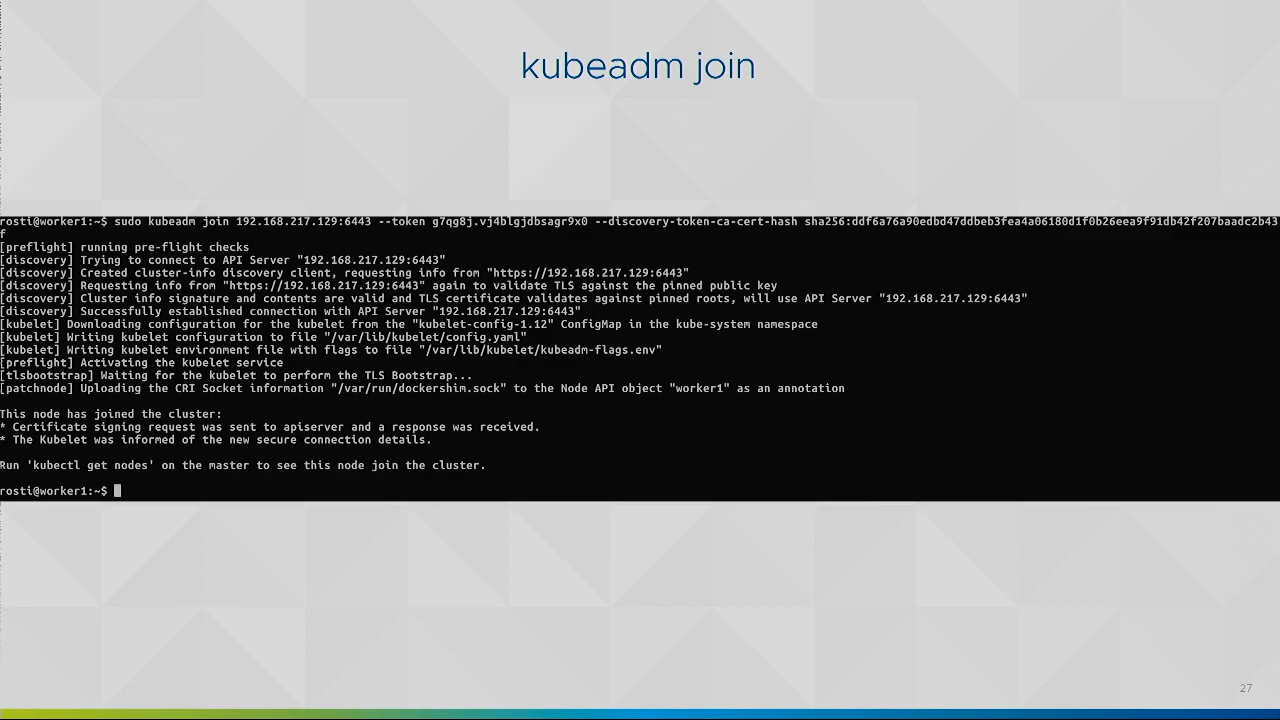 kubeadm join
rosti@worker1:~$ sudo kubeadm join 192.168.217.129:6443 --token g7qg8j.vj4blgjdbsagr9x0 --discovery-token-ca-cert-hash sha256:ddf6a76a90edbd47ddbeb3fea4a06180d1f0b26eea9f91db42f207baadc2b43
f
[preflight] running pre-flight checks
[discovery] Trying to connect to API Server "192.168.217.129:6443"
[discovery] Created cluster-info discovery client, requesting info from "https://192.168.217.129:6443"
[discovery] Requesting info from "https://192.168.217.129:6443" again to validate TLS against the pinned public key
[discovery] Cluster info signature and contents are valid and TLS certificate validates against pinned roots, will use API Server "192.168.217.129:6443"
[discovery] Successfully established connection with API Server "192.168.217.129:6443"
[kubelet] Downloading configuration for the kubelet from the "kubelet-config-1.12" ConfigMap in the kube-system namespace
[kubelet] Writing kubelet configuration to file "/var/lib/kubelet/config.yaml"
[kubelet] Writing kubelet environment file with flags to file "/var/lib/kubelet/kubeadm-flags.env"
[preflight] Activating the kubelet service
[tlsbootstrap] Waiting for the kubelet to perform the TLS Bootstrap...
[patchnode] Uploading the CRI Socket information "/var/run/dockershim.sock" to the Node API object "worker1" as an annotation
This node has joined the cluster:
* Certificate signing request was sent to apiserver and a response was received.
* The Kubelet was informed of the new secure connection details.
Run 'kubectl get nodes' on the master to see this node join the cluster.
rosti@worker1:~$
27